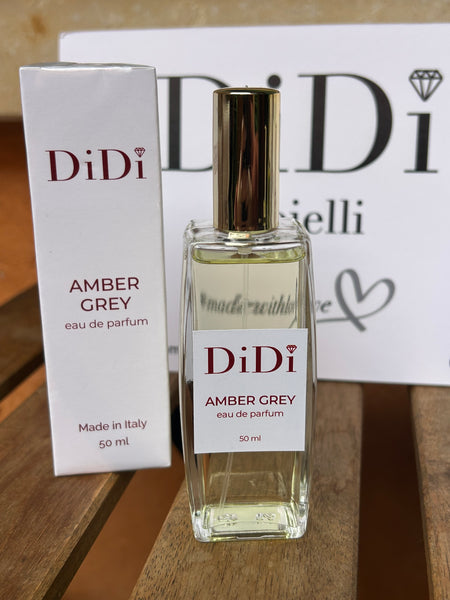 DiDi
AMBER
GREY
eau de parfum
Made in Italy
50 ml
DiDi
ielli
#madewithlove
DiDi
AMBER GREY
eau de parfum
50 ml